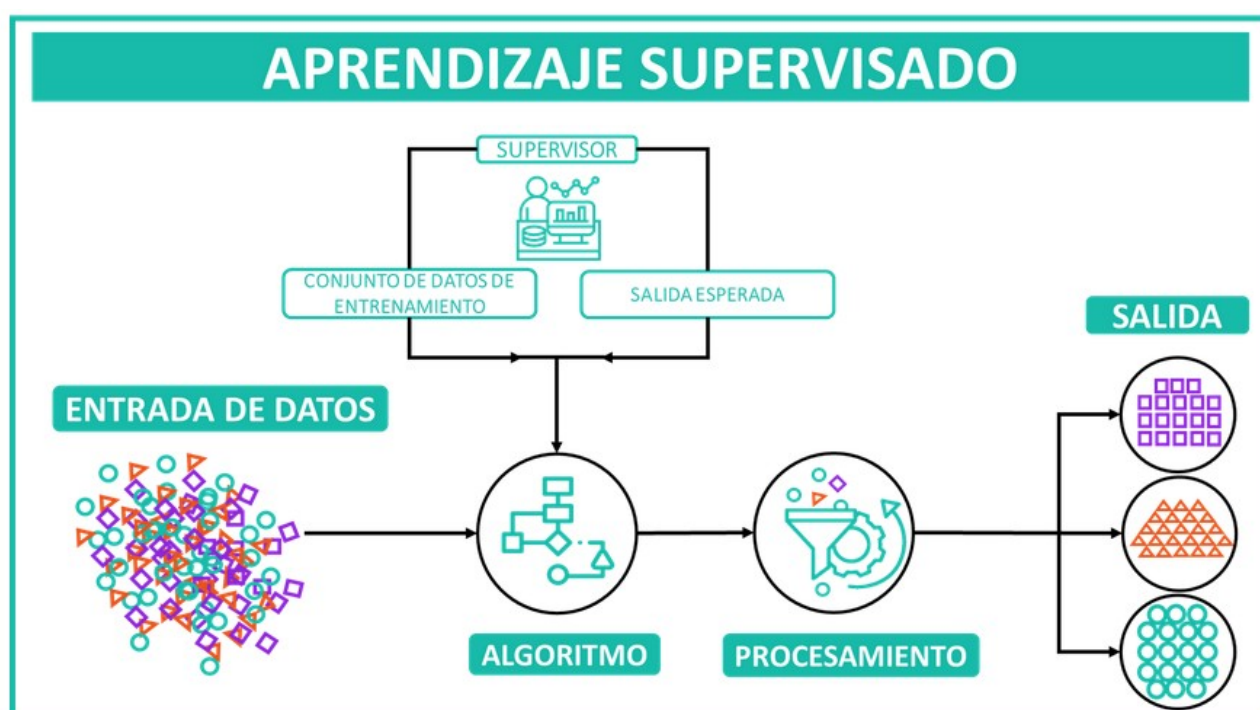 APRENDIZAJE SUPERVISADO
SUPERVISOR
CONJUNTO DE DATOS DE
ENTRENAMIENTO
SALIDA ESPERADA
SALIDA
ENTRADA DE DATOS
ALGORITMO
PROCESAMIENTO